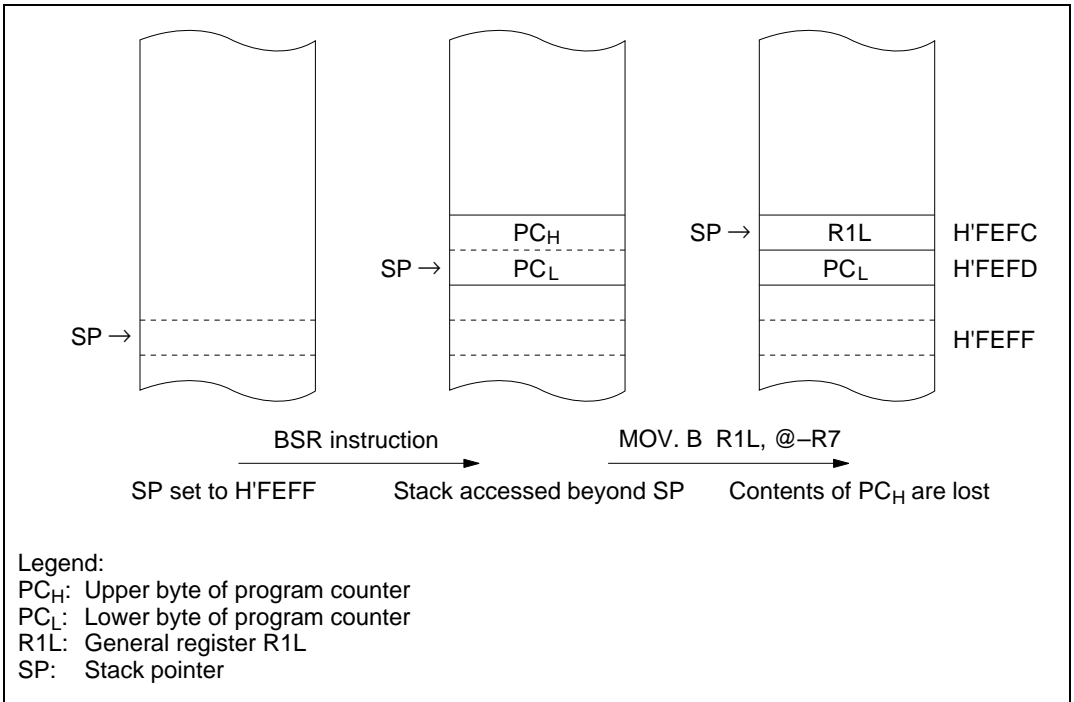 PCH
SP → R1L H'FEFC
SP → PCL PCL H'FEFD
SP → H'FEFF
BSR instruction MOV. B R1L, @–R7
SP set to H'FEFF Stack accessed beyond SP Contents of PCH are lost
Legend:
PCH: Upper byte of program counter
PCL: Lower byte of program counter
R1L: General register R1L
SP: Stack pointer